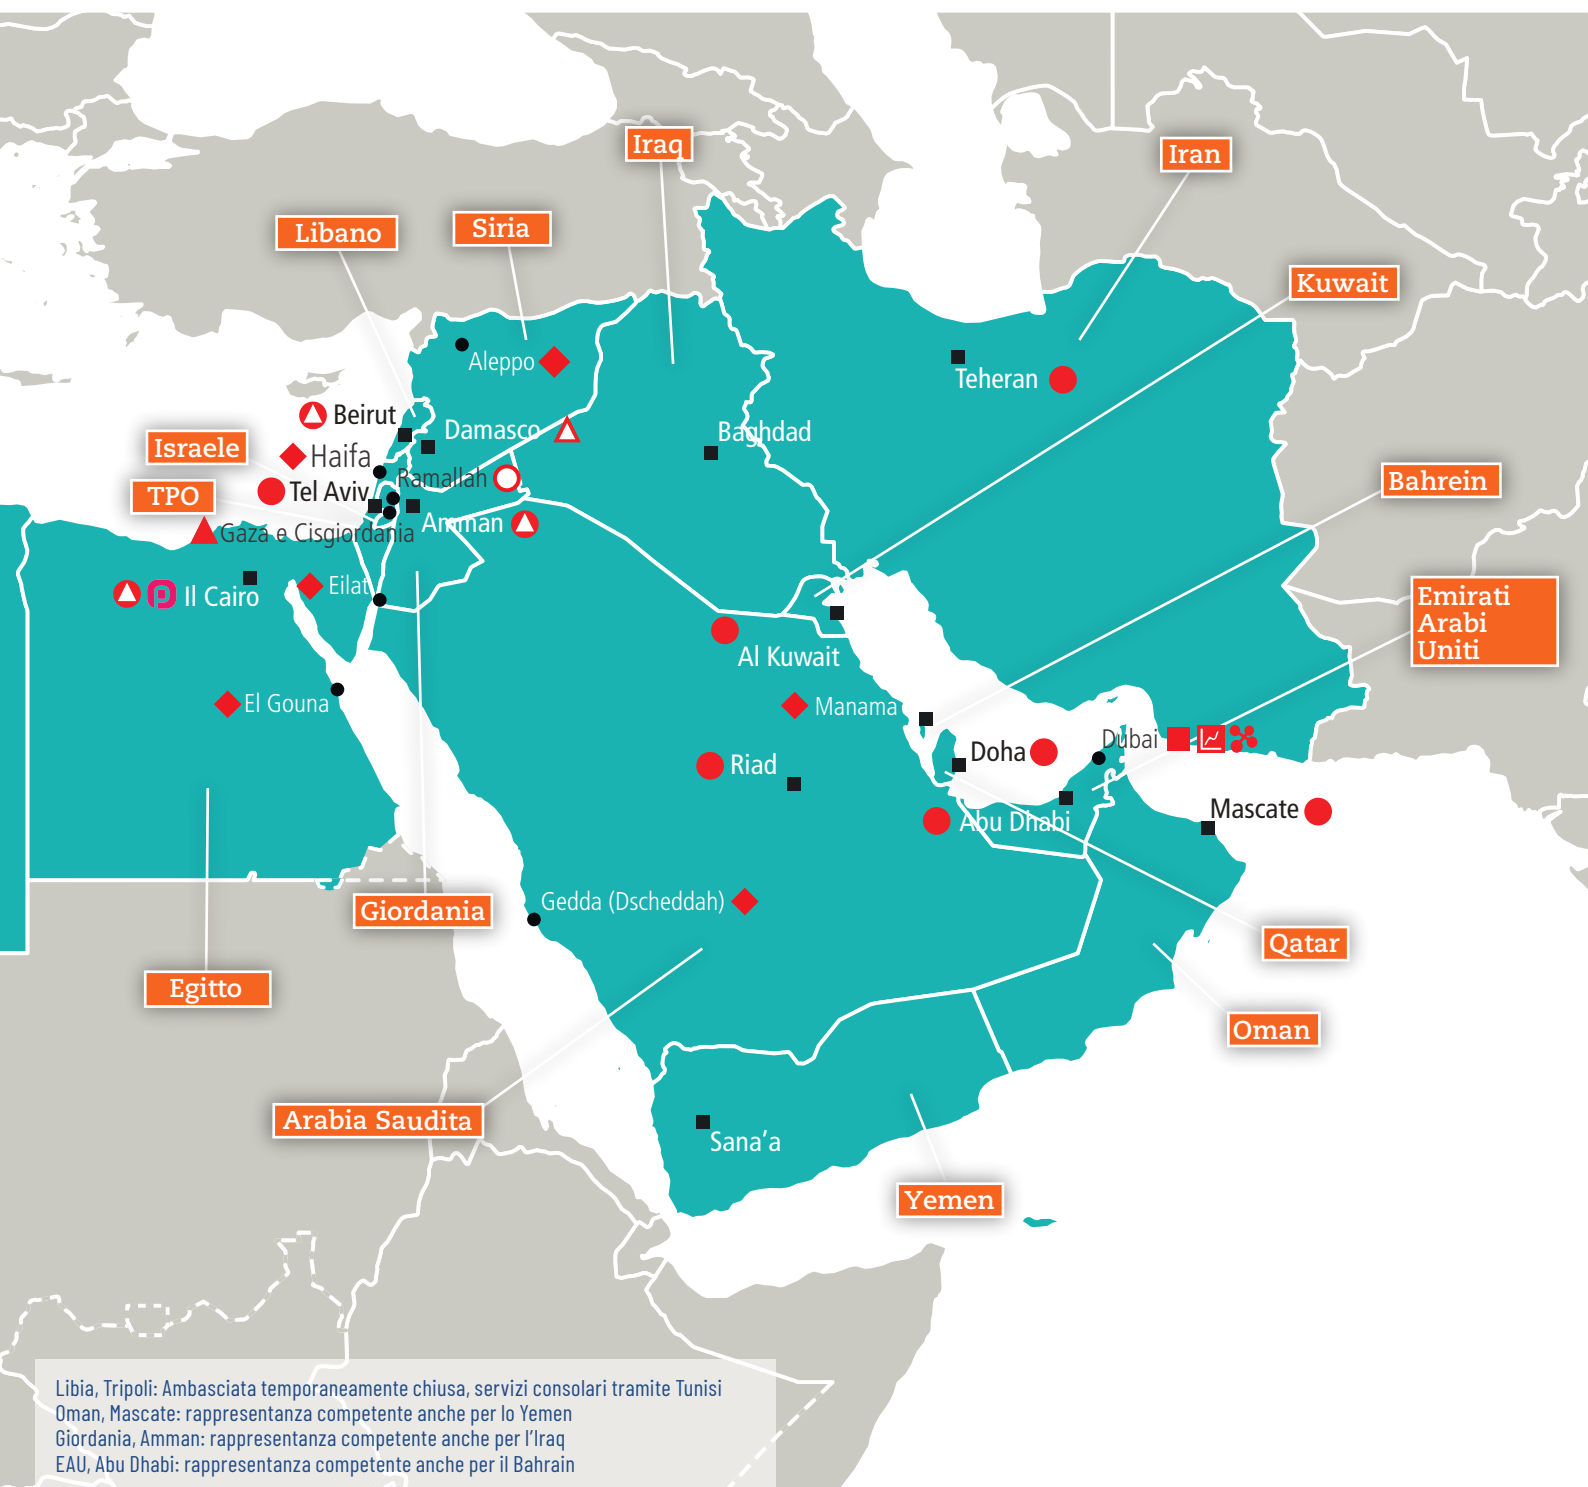 Iraq
Iran
Libano
Siria
Kuwait
Aleppo
Teheran
Beirut
Damasco
Baghdad
Israele
Haifa
Ramallah
Bahrein
TPO
Tel Aviv
Amman
Gaza e Cisgiordania
Il Cairo
Eilat
Emirati
Arabi
Uniti
Al Kuwait
El Gouna
Manama
Riad
Doha
Dubai
Abu Dhabi
Mascate
Gedda (Dscheddah)
Giordania
Qatar
Egitto
Oman
Arabia Saudita
Sana'a
Yemen
Libia, Tripoli: Ambasciata temporaneamente chiusa, servizi consolari tramite Tunisi
Oman, Mascate: rappresentanza competente anche per lo Yemen
Giordania, Amman: rappresentanza competente anche per l'Iraq
EAU, Abu Dhabi: rappresentanza competente anche per il Bahrain